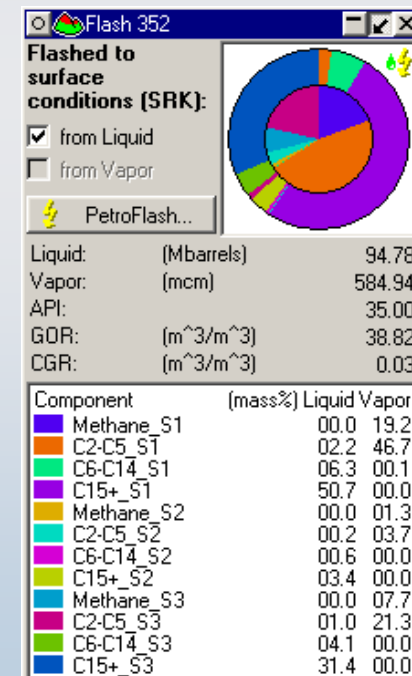 Flash 352
Flashed to
surface
conditions (SRK):
from Liquid
from Vapor
PetroFlash...
Liquid: (Mbarrels) 94.78
Vapor: (mcm) 584.94
API: 35.00
GOR: (m^3/m^3) 38.82
CGR: (m^3/m^3) 0.03
Component (mass%) Liquid Vapor
Methane_S1 00.0 19.2
C2-C5_S1 02.2 46.7
C6-C14_S1 06.3 00.1
C15+_S1 50.7 00.0
Methane_S2 00.0 01.3
C2-C5_S2 00.2 03.7
C6-C14_S2 00.6 00.0
C15+_S2 03.4 00.0
Methane_S3 00.0 07.7
C2-C5_S3 01.0 21.3
C6-C14_S3 04.1 00.0
C15+_S3 31.4 00.0